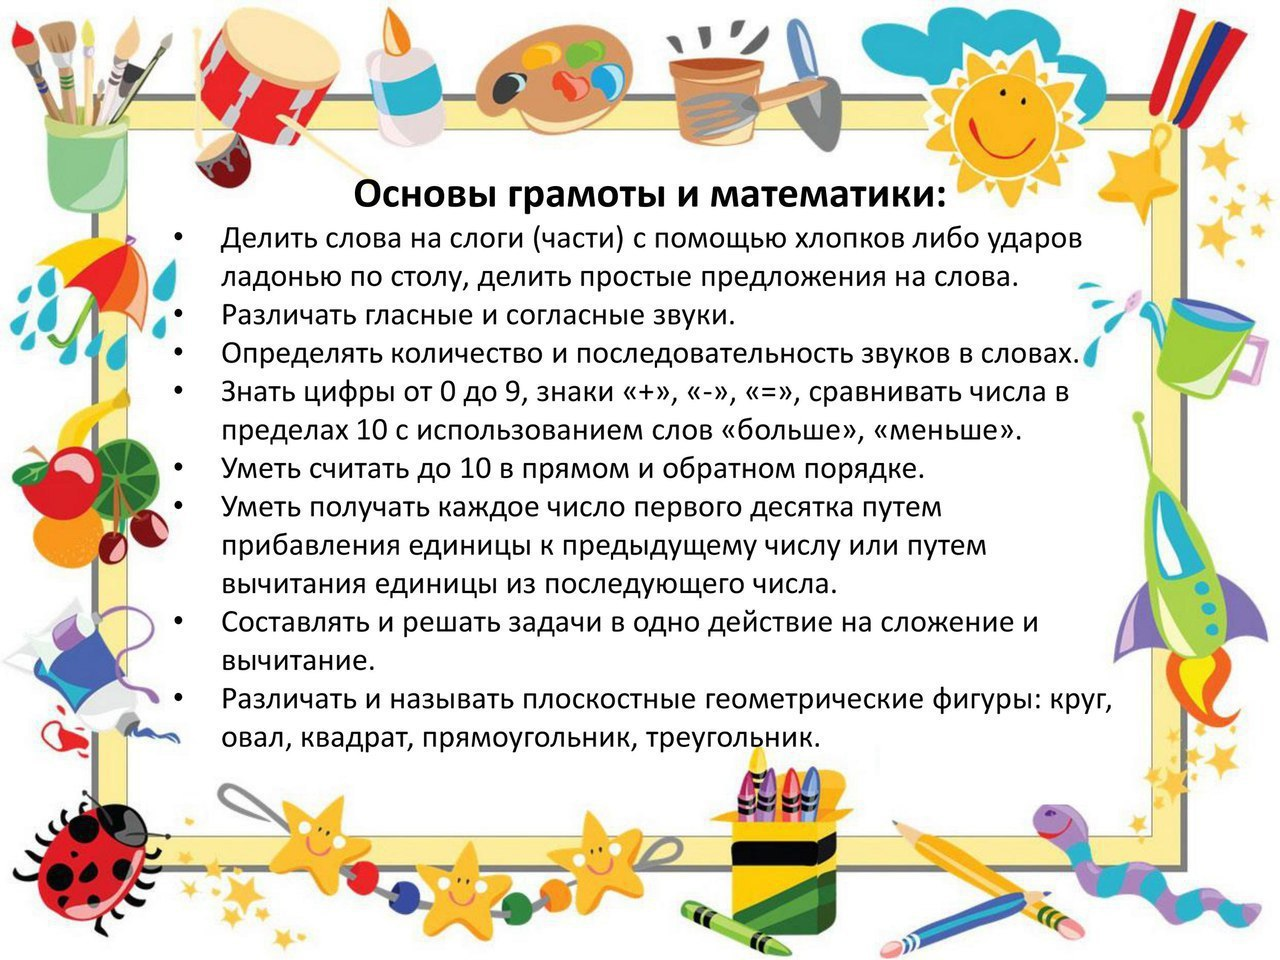 Основы грамоты и математики:
• Делить слова на слоги (части) с помощью хлопков либо ударов
ладонью по столу, делить простые предложения на слова.
• Различать гласные и согласные звуки.
• Определять количество и последовательность звуков в словах.
• Знать цифры от 0 до 9, знаки «+», «-», «=», сравнивать числа в
пределах 10 с использованием слов «больше», «меньше».
• Уметь считать до 10 в прямом и обратном порядке.
• Уметь получать каждое число первого десятка путем
прибавления единицы к предыдущему числу или путем
вычитания единицы из последующего числа.
• Составлять и решать задачи в одно действие на сложение и
вычитание.
• Различать и называть плоскостные геометрические фигуры: круг,
овал, квадрат, прямоугольник, треугольник.